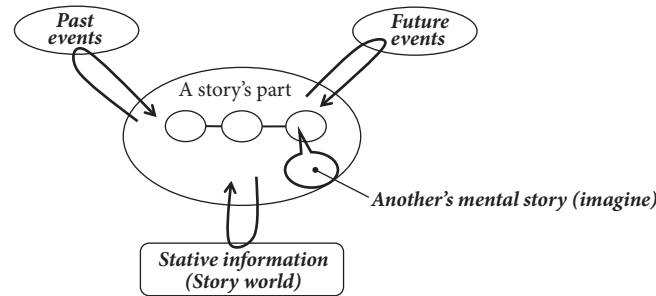 Past
events
Future
events
A story's part
Another's mental story (imagine)
Stative information
(Story world)